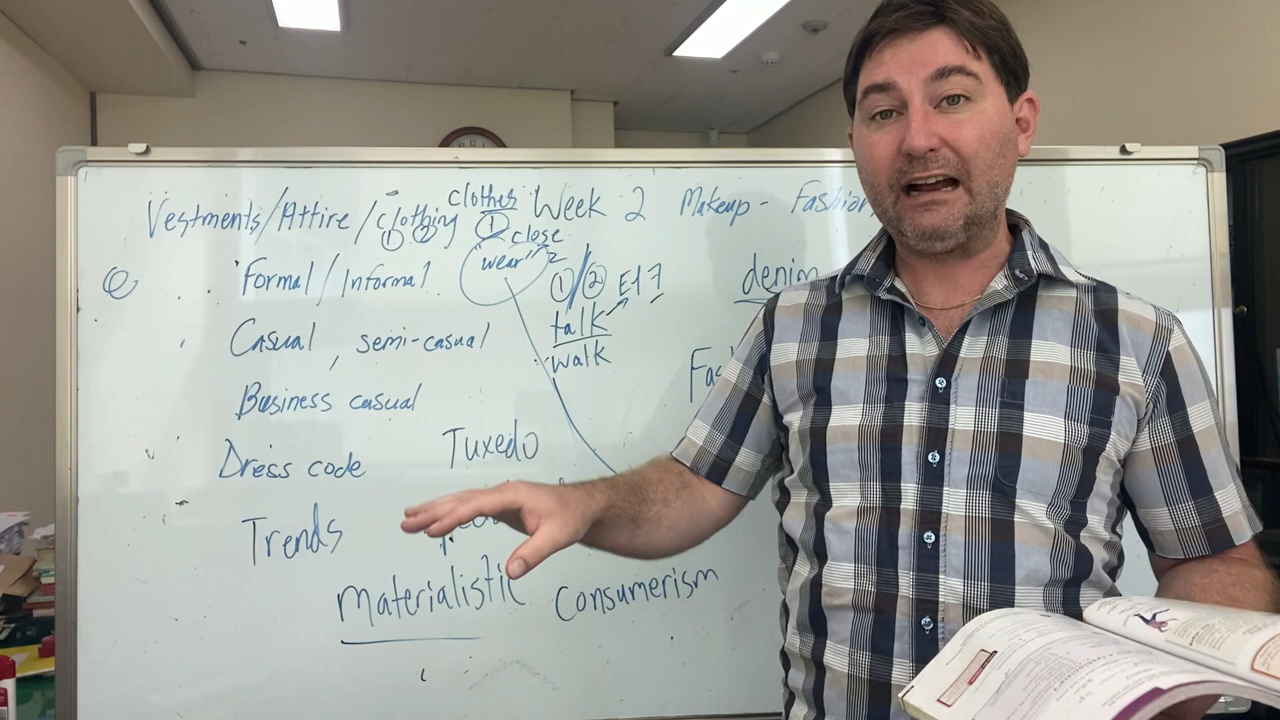 Vestments/Attire/clothing clothes Week 2 Makeup - Fashion
① ② ① close
Formal/Informal "wear" 2 ①/② E17 denim
talk
Casual, semi-casual walk
Business casual
Tuxedo
Dress code
Trends
Materialistic Consumerism